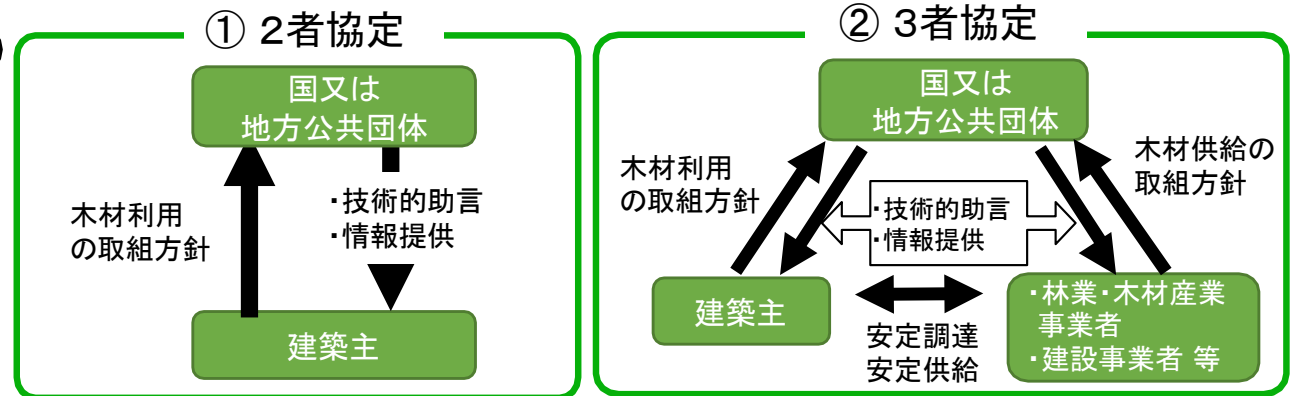 ① 2者協定
国又は
地方公共団体
木材利用
の取組方針
・技術的助言
・情報提供
建築主
② 3者協定
国又は
地方公共団体
木材利用
の取組方針
木材供給の
取組方針
・技術的助言
・情報提供
建築主
安定調達
安定供給
・林業・木材産業
事業者
・建設事業者 等